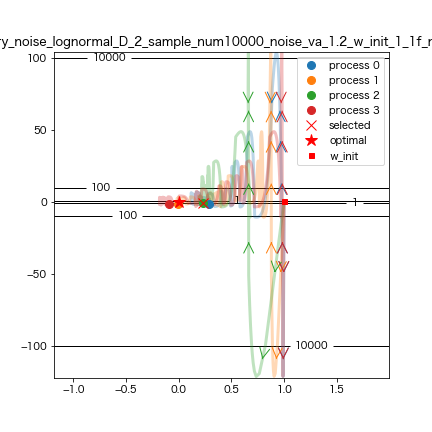 ry_noise_lognormal_D_2_sample_num10000_noise_va_1.2_w_init_1_1f_r
100
50
0
−50
−100
−1.0
−0.5
0.0
0.5
1.0
1.5
10000
100
1
1
100
10000
process 0
process 1
process 2
process 3
selected
optimal
w_init